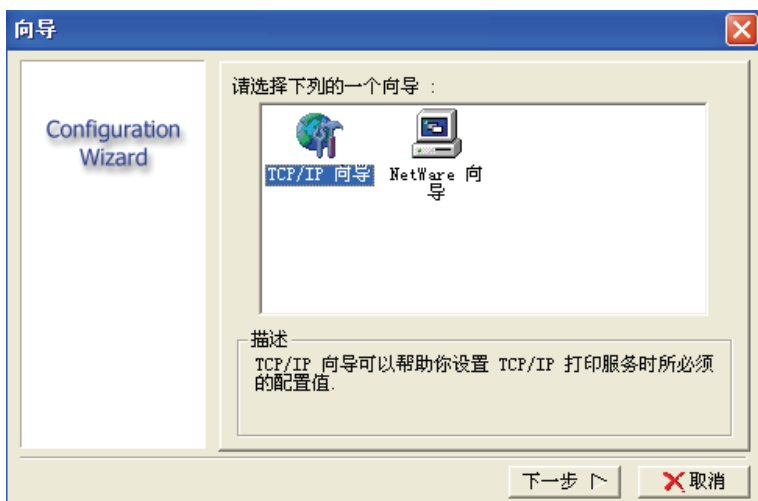 向导
Configuration
Wizard
请选择下列的一个向导 :
TCP/IP 向导
NetWare 向
导
描述
TCP/IP 向导可以帮助你设置 TCP/IP 打印服务时所必须
的配置值.
下一步
取消